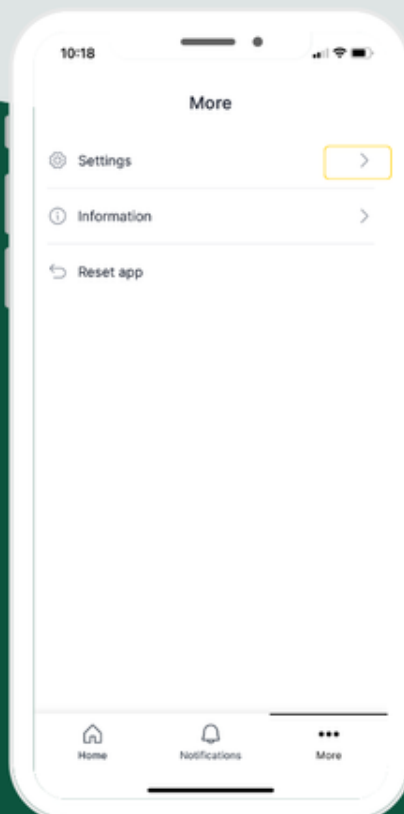 10:18
More
Settings
Information
Reset app
Home
Notifications
More